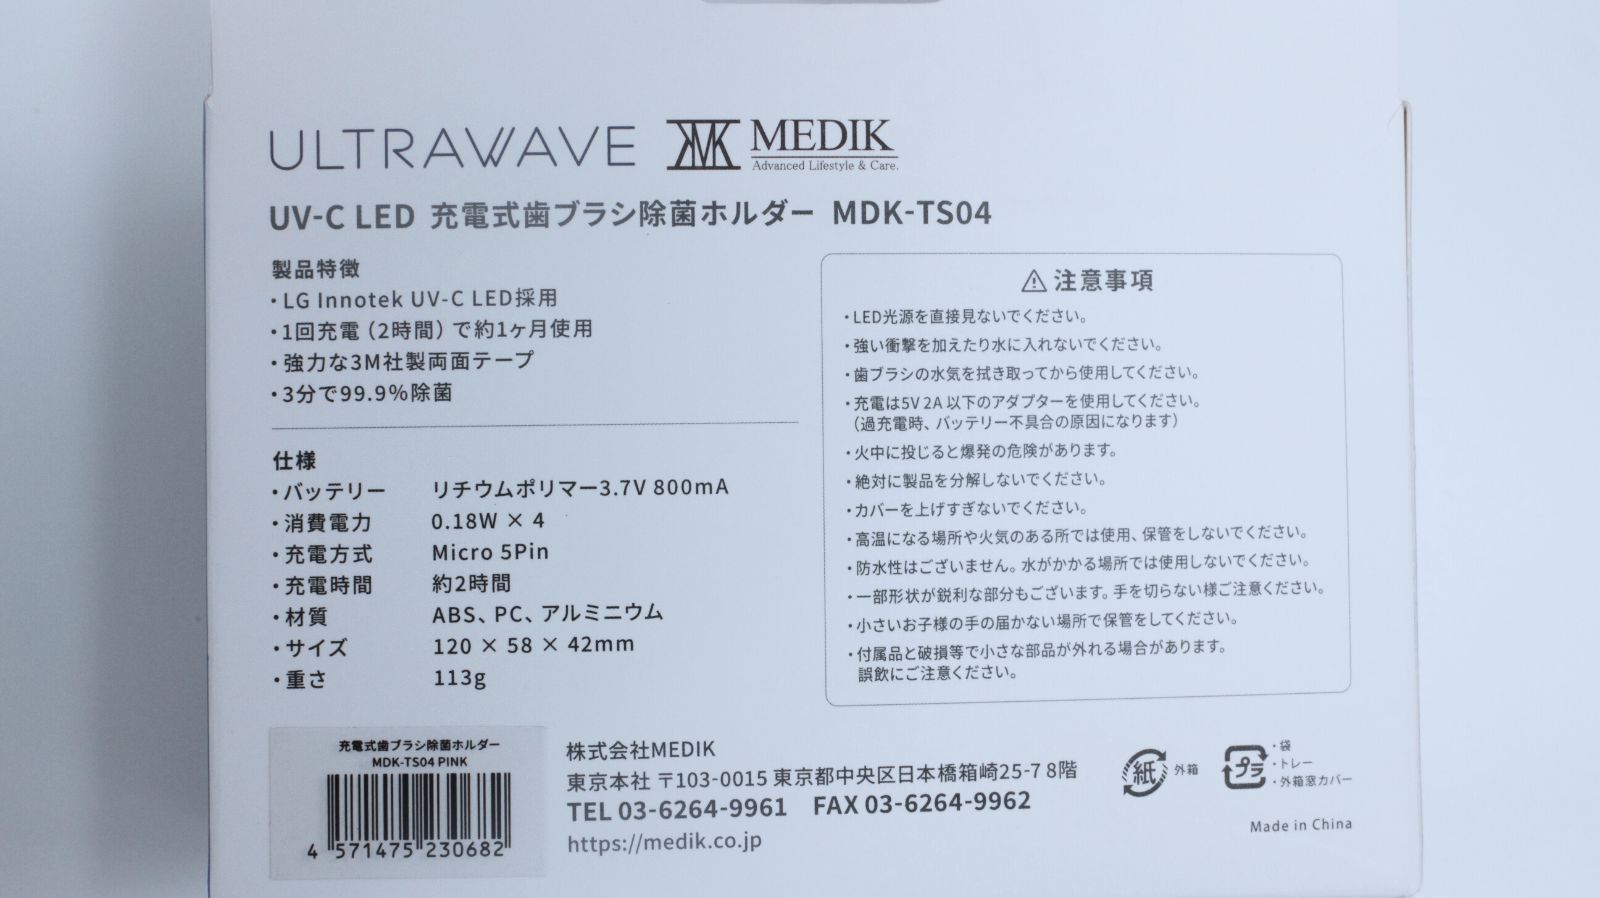 ULTRAWAVE MEDIK
Advanced Lifestyle & Care.
UV-C LED 充電式歯ブラシ除菌ホルダー MDK-TS04
製品特徴
・LG Innotek UV-C LED採用
・1回充電（2時間）で約1ヶ月使用
・強力な3M社製両面テープ
・3分で99.9%除菌
仕様
・バッテリー リチウムポリマー3.7V 800mA
・消費電力 0.18W × 4
・充電方式 Micro 5Pin
・充電時間 約2時間
・材質 ABS、PC、アルミニウム
・サイズ 120 × 58 × 42mm
・重さ 113g
⚠ 注意事項
・LED光源を直接見ないでください。
・強い衝撃を加えたり水に入れないでください。
・歯ブラシの水気を拭き取ってから使用してください。
・充電は5V 2A 以下のアダプターを使用してください。
（過充電時、バッテリー不具合の原因になります）
・火中に投じると爆発の危険があります。
・絶対に製品を分解しないでください。
・カバーを上げすぎないでください。
・高温になる場所や火気のある所では使用、保管をしないでください。
・防水性はございません。水がかかる場所では使用しないでください。
・一部形状が鋭利な部分もございます。手を切らない様ご注意ください。
・小さいお子様の手の届かない場所で保管をしてください。
・付属品と破損等で小さな部品が外れる場合があります。
誤飲にご注意ください。
充電式歯ブラシ除菌ホルダー
MDK-TS04 PINK
4 571475 230682
株式会社MEDIK
東京本社 〒103-0015 東京都中央区日本橋箱崎25-7 8階
TEL 03-6264-9961 FAX 03-6264-9962
https://medik.co.jp
紙 外箱
プラ ・袋
・トレー
・外箱窓カバー
Made in China